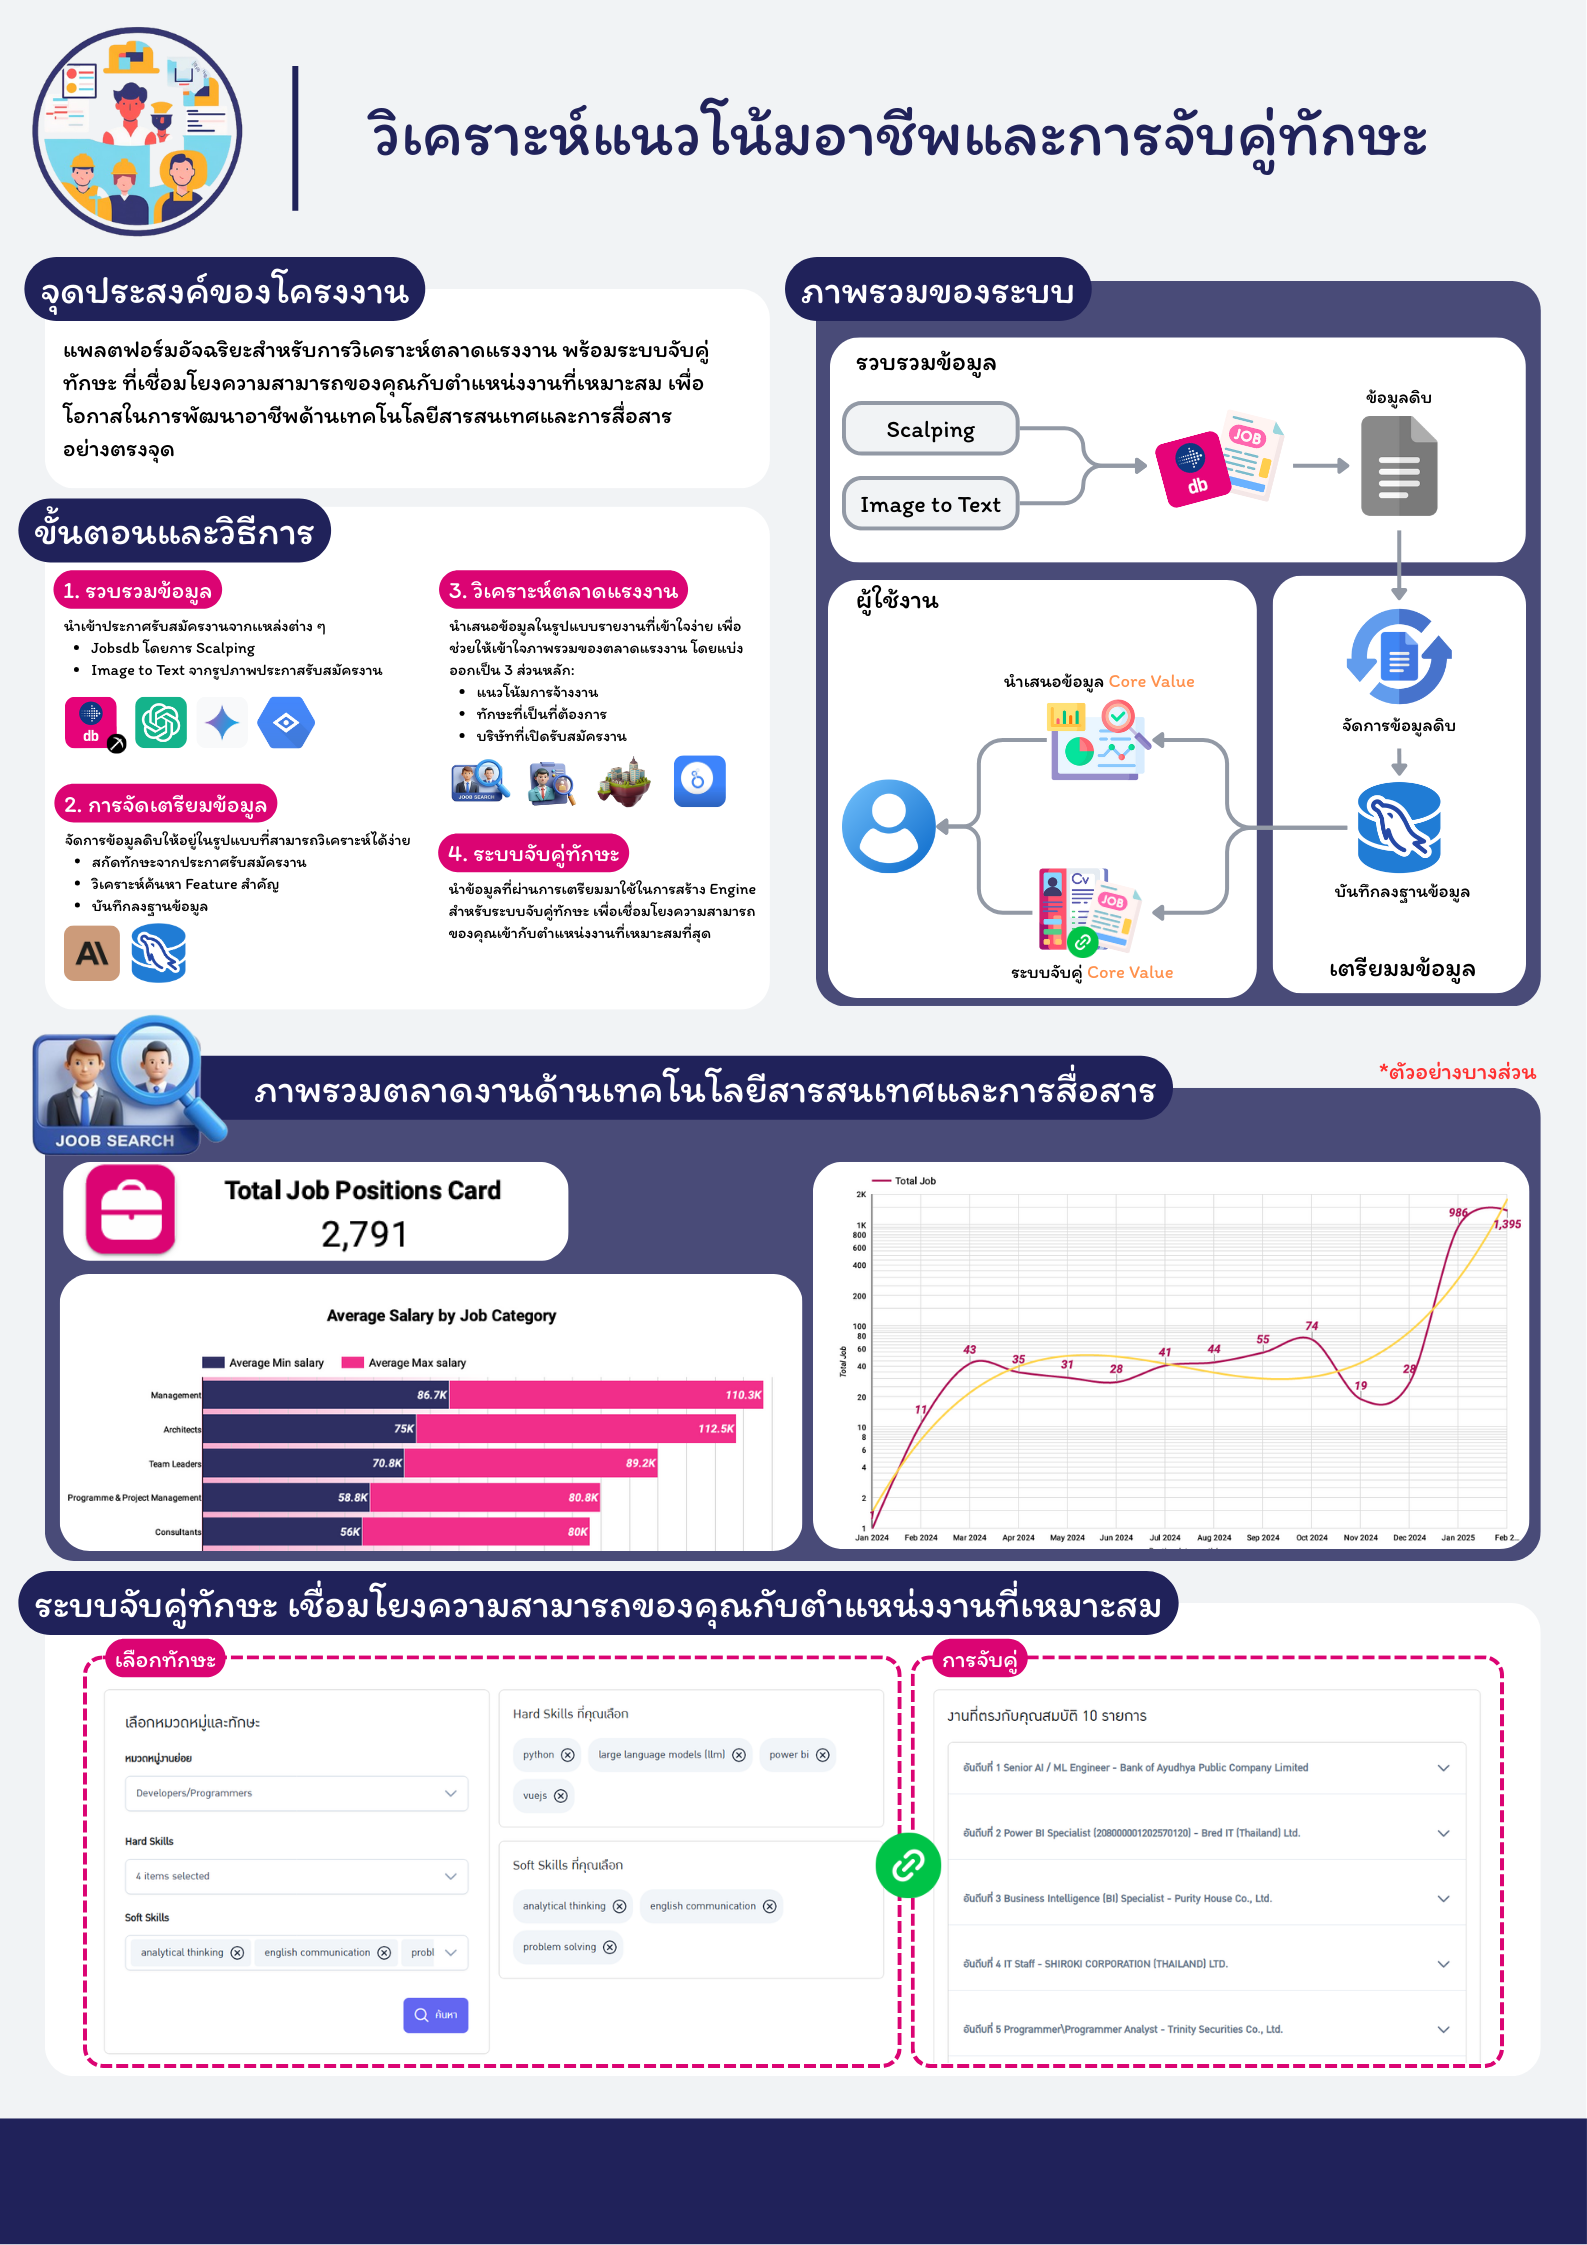 วิเคราะห์แนวโน้มอาชีพและการจับคู่ทักษะ
จุดประสงค์ของโครงงาน
แพลตฟอร์มอัจฉริยะสำหรับการวิเคราะห์ตลาดแรงงาน พร้อมระบบจับคู่
ทักษะ ที่เชื่อมโยงความสามารถของคุณกับตำแหน่งงานที่เหมาะสม เพื่อ
โอกาสในการพัฒนาอาชีพด้านเทคโนโลยีสารสนเทศและการสื่อสาร
อย่างตรงจุด
ขั้นตอนและวิธีการ
1. รวบรวมข้อมูล
นำเข้าประกาศรับสมัครงานจากแหล่งต่าง ๆ
• Jobsdb โดยการ Scalping
• Image to Text จากรูปภาพประกาสรับสมัครงาน
db
2. การจัดเตรียมข้อมูล
จัดการข้อมูลดิบให้อยู่ในรูปแบบที่สามารถวิเคราะห์ได้ง่าย
• สกัดทักษะจากประกาศรับสมัครงาน
• วิเคราะห์ค้นหา Feature สำคัญ
• บันทึกลงฐานข้อมูล
A\
3. วิเคราะห์ตลาดแรงงาน
นำเสนอข้อมูลในรูปแบบรายงานที่เข้าใจง่าย เพื่อ
ช่วยให้เข้าใจภาพรวมของตลาดแรงงาน โดยแบ่ง
ออกเป็น 3 ส่วนหลัก:
• แนวโน้มการจ้างงาน
• ทักษะที่เป็นที่ต้องการ
• บริษัทที่เปิดรับสมัครงาน
JOOB SEARCH
4. ระบบจับคู่ทักษะ
นำข้อมูลที่ผ่านการเตรียมมาใช้ในการสร้าง Engine
สำหรับระบบจับคู่ทักษะ เพื่อเชื่อมโยงความสามารถ
ของคุณเข้ากับตำแหน่งงานที่เหมาะสมที่สุด
ภาพรวมของระบบ
รวบรวมข้อมูล
Scalping
Image to Text
db
JOB
ข้อมูลดิบ
ผู้ใช้งาน
นำเสนอข้อมูล Core Value
Cv
JOB
ระบบจับคู่ Core Value
จัดการข้อมูลดิบ
บันทึกลงฐานข้อมูล
เตรียมมข้อมูล
JOOB SEARCH
ภาพรวมตลาดงานด้านเทคโนโลยีสารสนเทศและการสื่อสาร
*ตัวอย่างบางส่วน
Total Job Positions Card
2,791
Average Salary by Job Category
Average Min salary Average Max salary
Management 86.7K 110.3K
Architects 75K 112.5K
Team Leaders 70.8K 89.2K
Programme & Project Management 58.8K 80.8K
Consultants 56K 80K
Total Job
2K
1K
800
600
400
200
100
80
60
40
20
10
8
6
4
2
1
Total Job
1 11 43 35 31 28 41 44 55 74 19 28 986 1,395
Jan 2024 Feb 2024 Mar 2024 Apr 2024 May 2024 Jun 2024 Jul 2024 Aug 2024 Sep 2024 Oct 2024 Nov 2024 Dec 2024 Jan 2025 Feb 2...
ระบบจับคู่ทักษะ เชื่อมโยงความสามารถของคุณกับตำแหน่งงานที่เหมาะสม
เลือกทักษะ
เลือกหมวดหมู่และทักษะ
หมวดหมู่งานย่อย
Developers/Programmers
Hard Skills
4 items selected
Soft Skills
analytical thinking english communication probl
ค้นหา
Hard Skills ที่คุณเลือก
python large language models (llm) power bi
vuejs
Soft Skills ที่คุณเลือก
analytical thinking english communication
problem solving
การจับคู่
งานที่ตรงกับคุณสมบัติ 10 รายการ
อันดับที่ 1 Senior AI / ML Engineer - Bank of Ayudhya Public Company Limited
อันดับที่ 2 Power BI Specialist (208000001202570120) - Bred IT (Thailand) Ltd.
อันดับที่ 3 Business Intelligence (BI) Specialist - Purity House Co., Ltd.
อันดับที่ 4 IT Staff - SHIROKI CORPORATION (THAILAND) LTD.
อันดับที่ 5 Programmer\Programmer Analyst - Trinity Securities Co., Ltd.